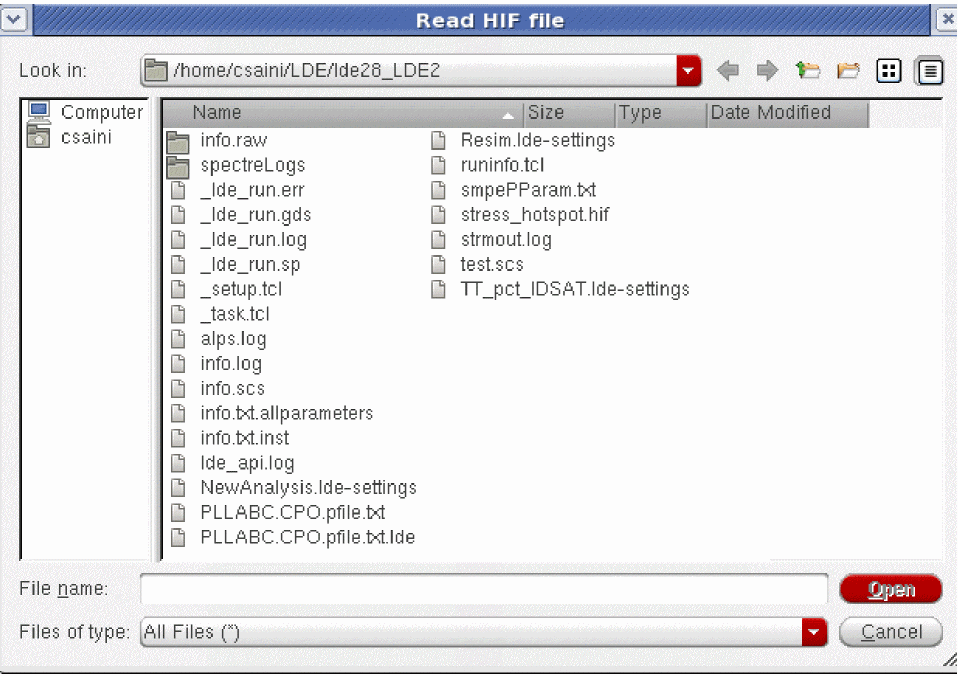 Read HIF file
Look in: /home/csaini/LDE/lde28_LDE2
Computer
csaini
Name Size Type Date Modified
info.raw
spectreLogs
_lde_run.err
_lde_run.gds
_lde_run.log
_lde_run.sp
_setup.tcl
_task.tcl
alps.log
info.log
info.scs
info.txt.allparameters
info.txt.inst
lde_api.log
NewAnalysis.lde-settings
PLLABC.CPO.pfile.txt
PLLABC.CPO.pfile.txt.lde
Resim.lde-settings
runinfo.tcl
smpePParam.txt
stress_hotspot.hif
strmout.log
test.scs
TT_pct_IDSAT.lde-settings
File name: Open
Files of type: All Files (*) Cancel